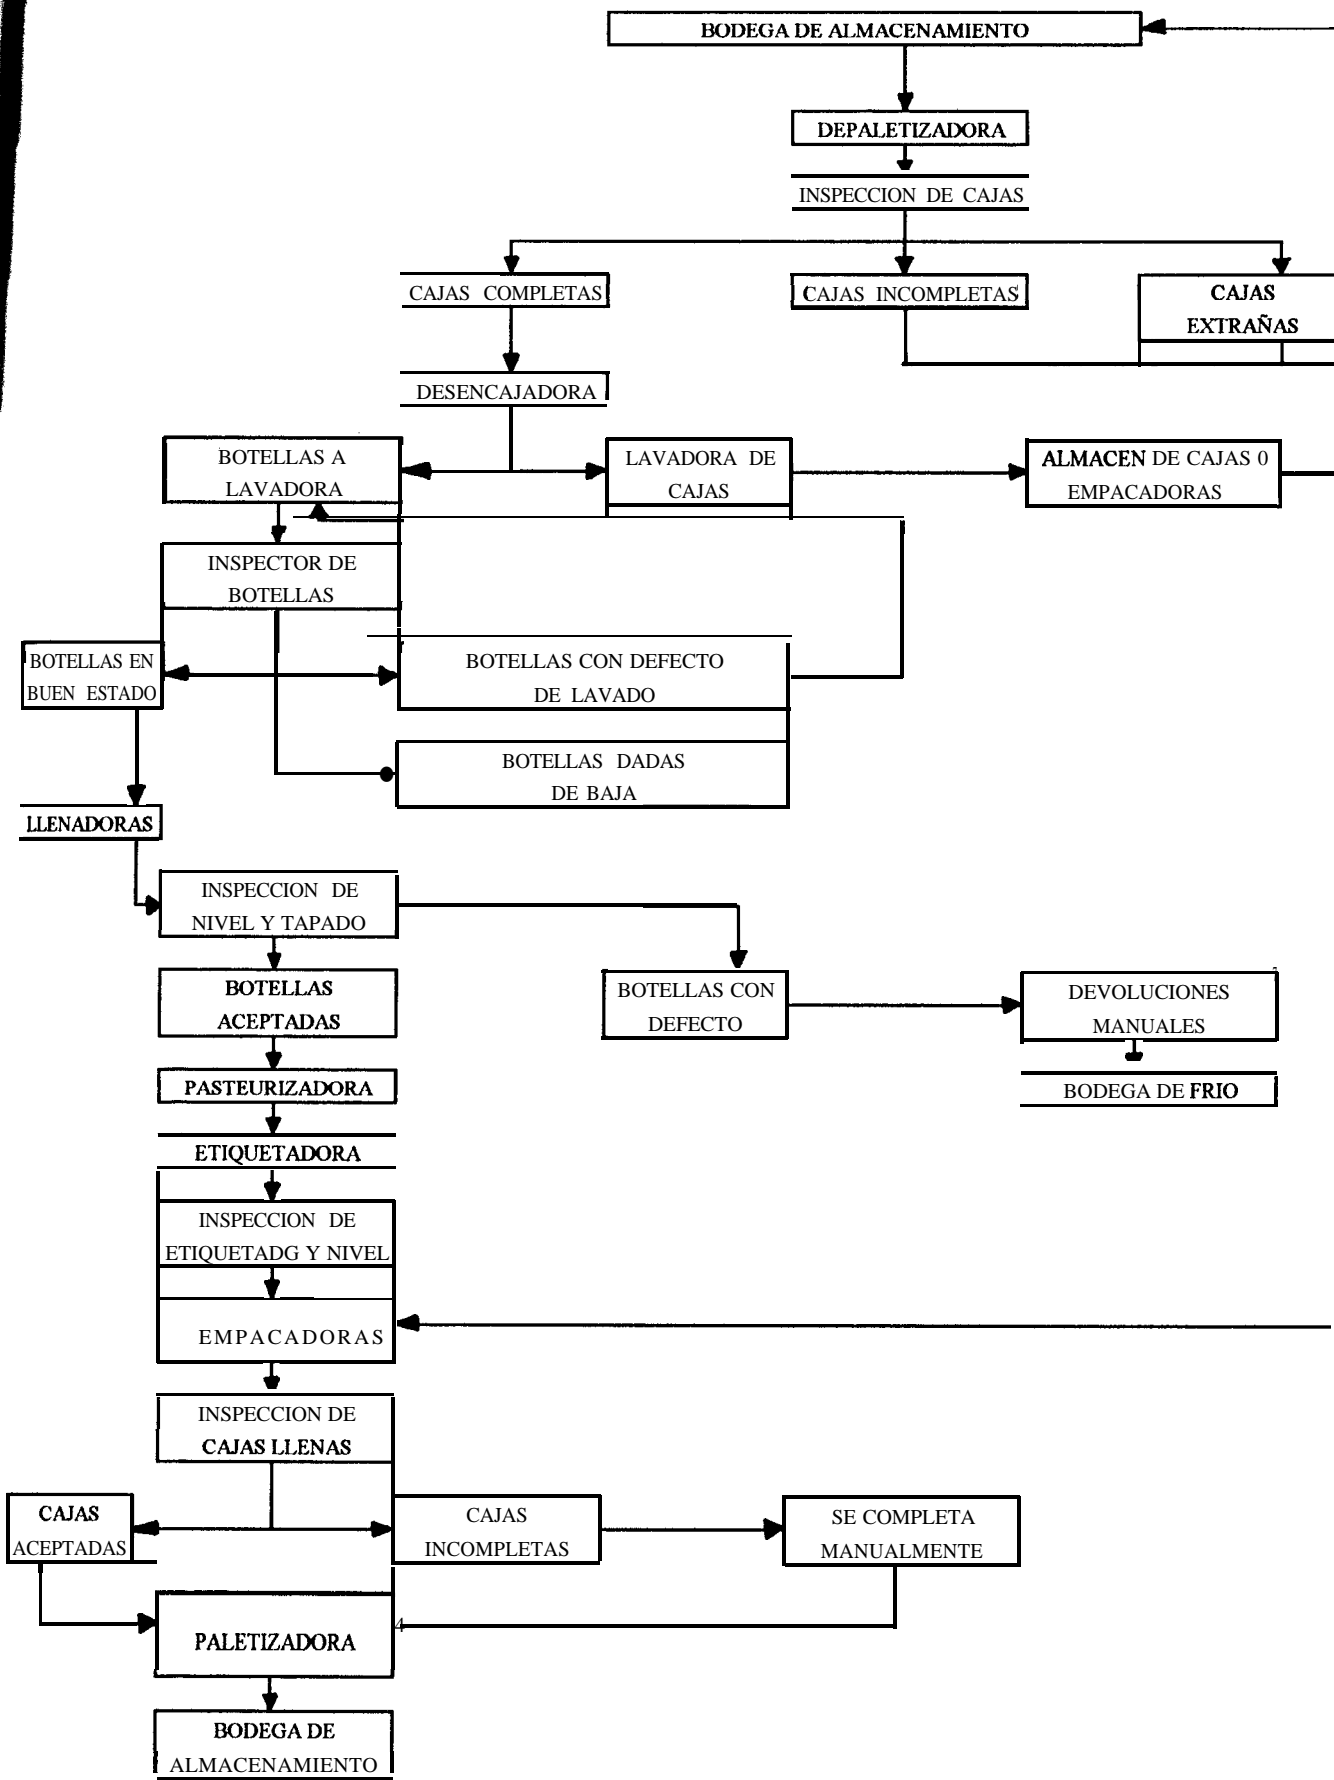 BODEGA DE ALMACENAMIENTO
DEPALETIZADORA
INSPECCION DE CAJAS
CAJAS COMPLETAS
CAJAS INCOMPLETAS
CAJAS
EXTRAÑAS
DESENCAJADORA
BOTELLAS A
LAVADORA
LAVADORA DE
CAJAS
ALMACEN DE CAJAS 0
EMPACADORAS
INSPECTOR DE
BOTELLAS
BOTELLAS EN
BUEN ESTADO
BOTELLAS CON DEFECTO
DE LAVADO
BOTELLAS DADAS
DE BAJA
LLENADORAS
INSPECCION DE
NIVEL Y TAPADO
BOTELLAS
ACEPTADAS
BOTELLAS CON
DEFECTO
DEVOLUCIONES
MANUALES
BODEGA DE FRIO
PASTEURIZADORA
ETIQUETADORA
INSPECCION DE
ETIQUETADG Y NIVEL
EMPACADORAS
INSPECCION DE
CAJAS LLENAS
CAJAS
ACEPTADAS
CAJAS
INCOMPLETAS
SE COMPLETA
MANUALMENTE
PALETIZADORA
4
BODEGA DE
ALMACENAMIENTO